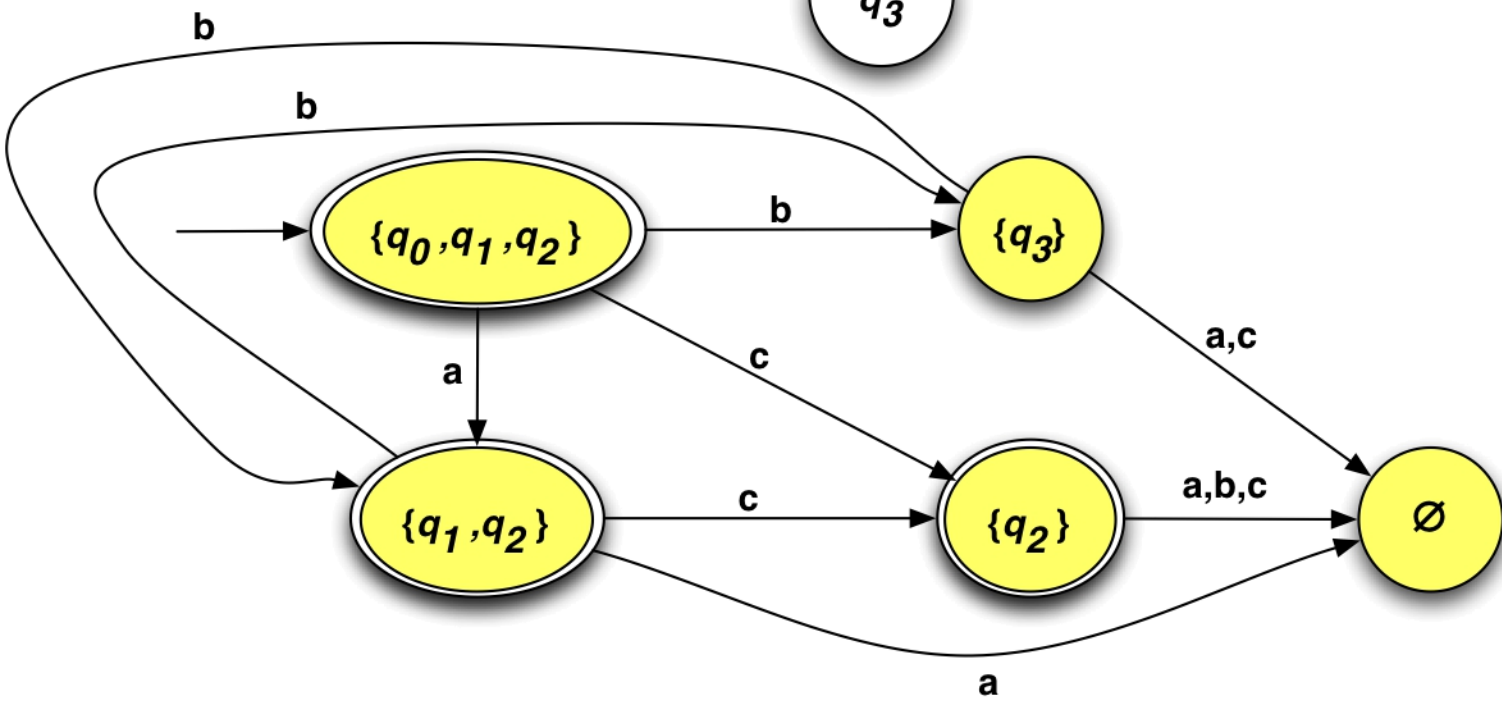 q3
b
b
{q0,q1,q2}
b
{q3}
a
c
a,c
{q1,q2}
c
{q2}
a,b,c
∅
a